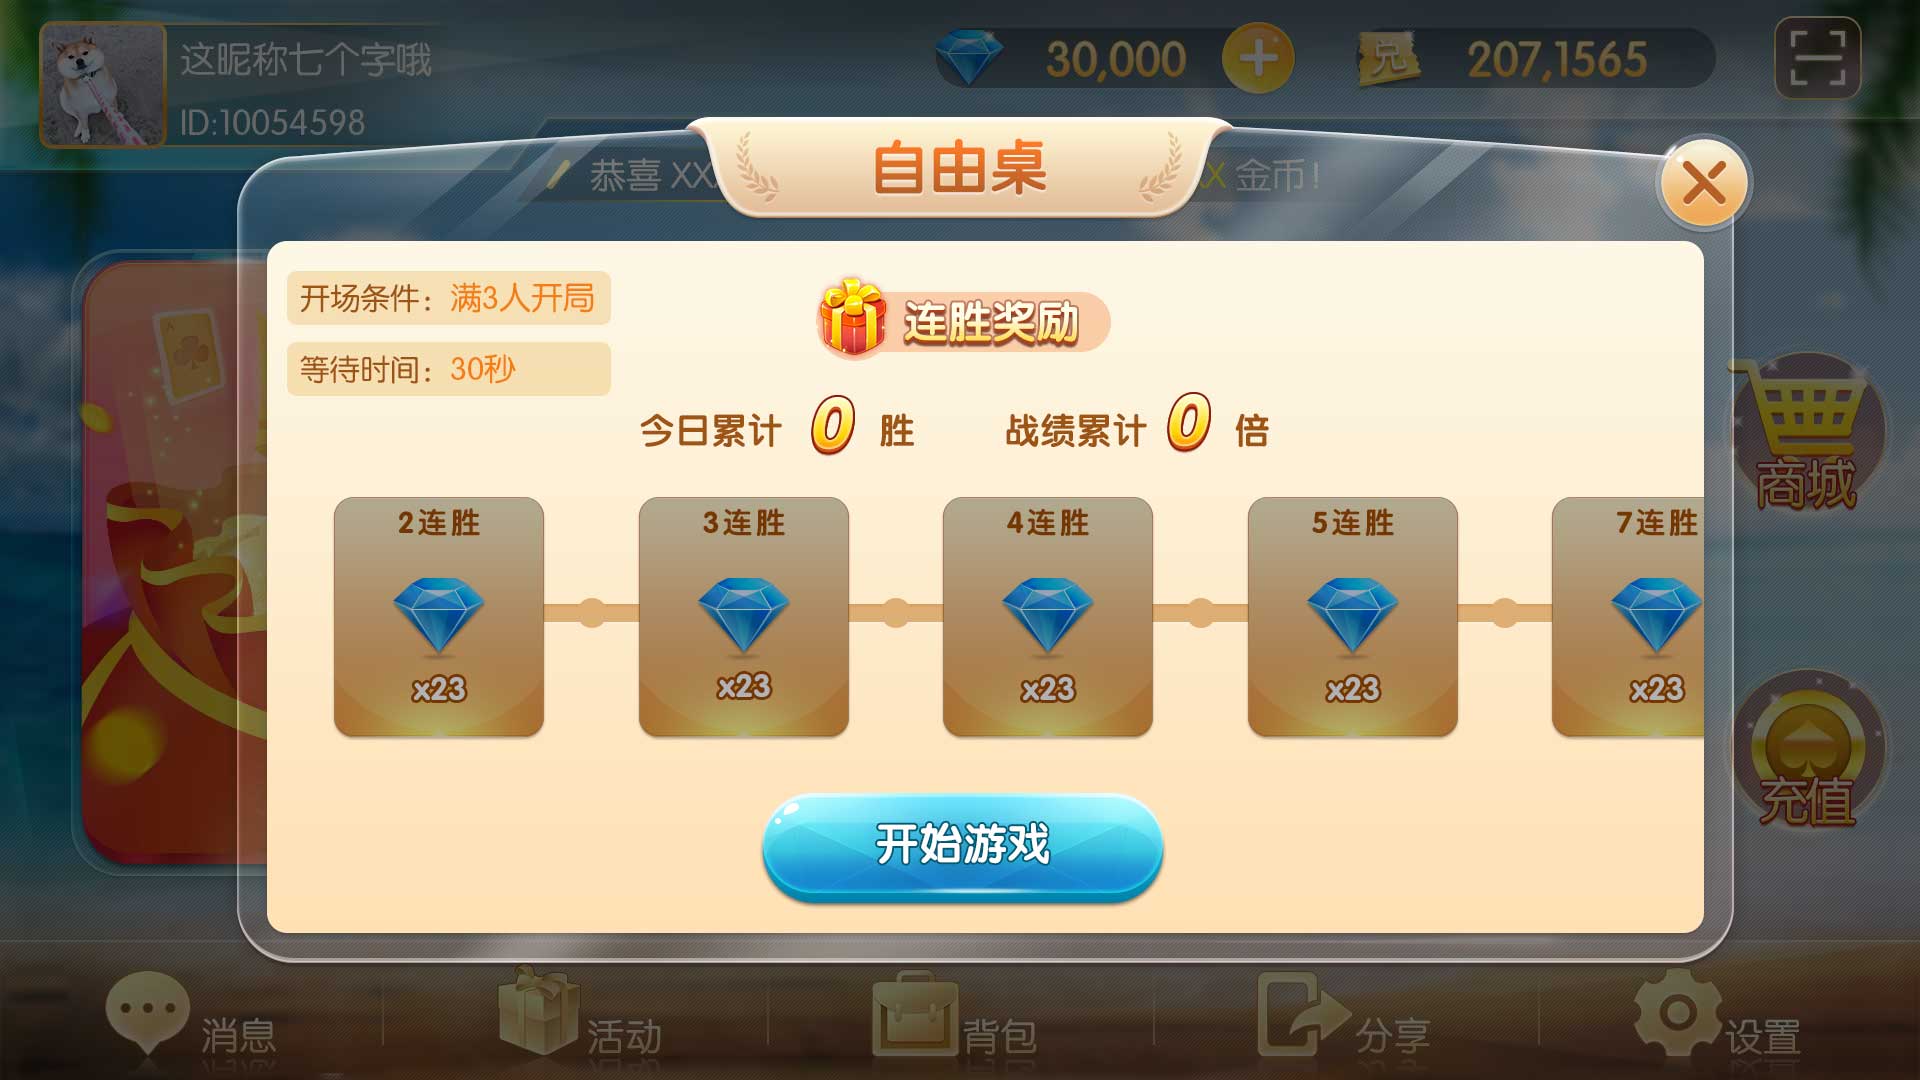 这昵称七个字哦
ID:10054598
30,000
兑
207,1565
恭喜 XX
X 金币!
自由桌
开场条件：满3人开局
等待时间：30秒
连胜奖励
今日累计 0 胜
战绩累计 0 倍
2连胜
3连胜
4连胜
5连胜
7连胜
x23
x23
x23
x23
x23
开始游戏
商城
充值
消息
活动
背包
分享
设置